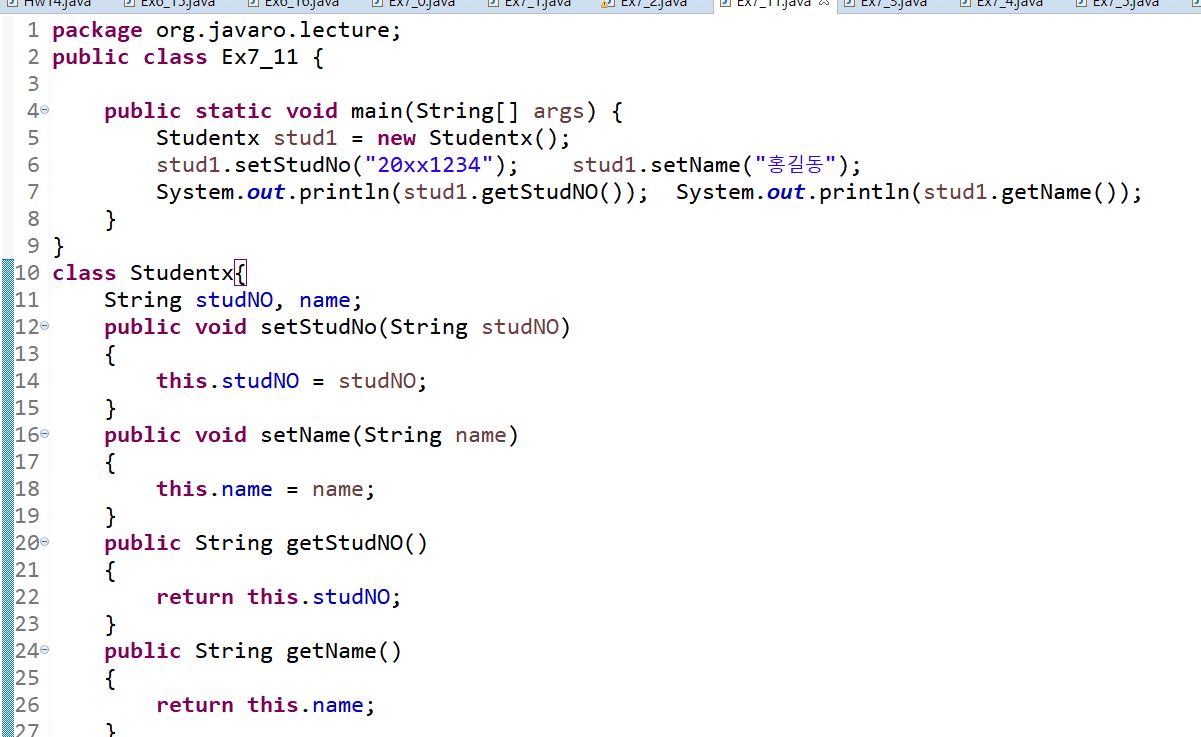 Hw14.java Ex6_15.java Ex6_16.java Ex7_0.java Ex7_1.java Ex7_2.java Ex7_11.java Ex7_3.java Ex7_4.java Ex7_5.java
1 package org.javaro.lecture;
2 public class Ex7_11 {
3
4 public static void main(String[] args) {
5 Studentx stud1 = new Studentx();
6 stud1.setStudNo("20xx1234"); stud1.setName("홍길동");
7 System.out.println(stud1.getStudNO()); System.out.println(stud1.getName());
8 }
9 }
10 class Studentx{
11 String studNO, name;
12 public void setStudNo(String studNO)
13 {
14 this.studNO = studNO;
15 }
16 public void setName(String name)
17 {
18 this.name = name;
19 }
20 public String getStudNO()
21 {
22 return this.studNO;
23 }
24 public String getName()
25 {
26 return this.name;
27 }